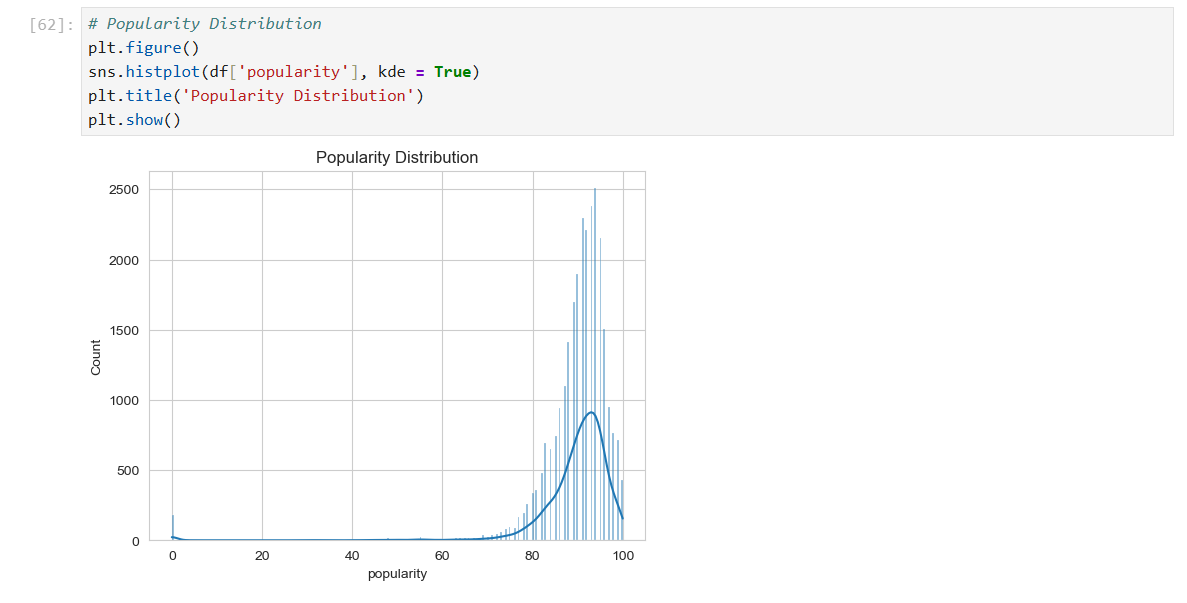 [62]: # Popularity Distribution
plt.figure()
sns.histplot(df['popularity'], kde = True)
plt.title('Popularity Distribution')
plt.show()
Popularity Distribution
2500
2000
1500
1000
500
0
Count
0 20 40 60 80 100
popularity